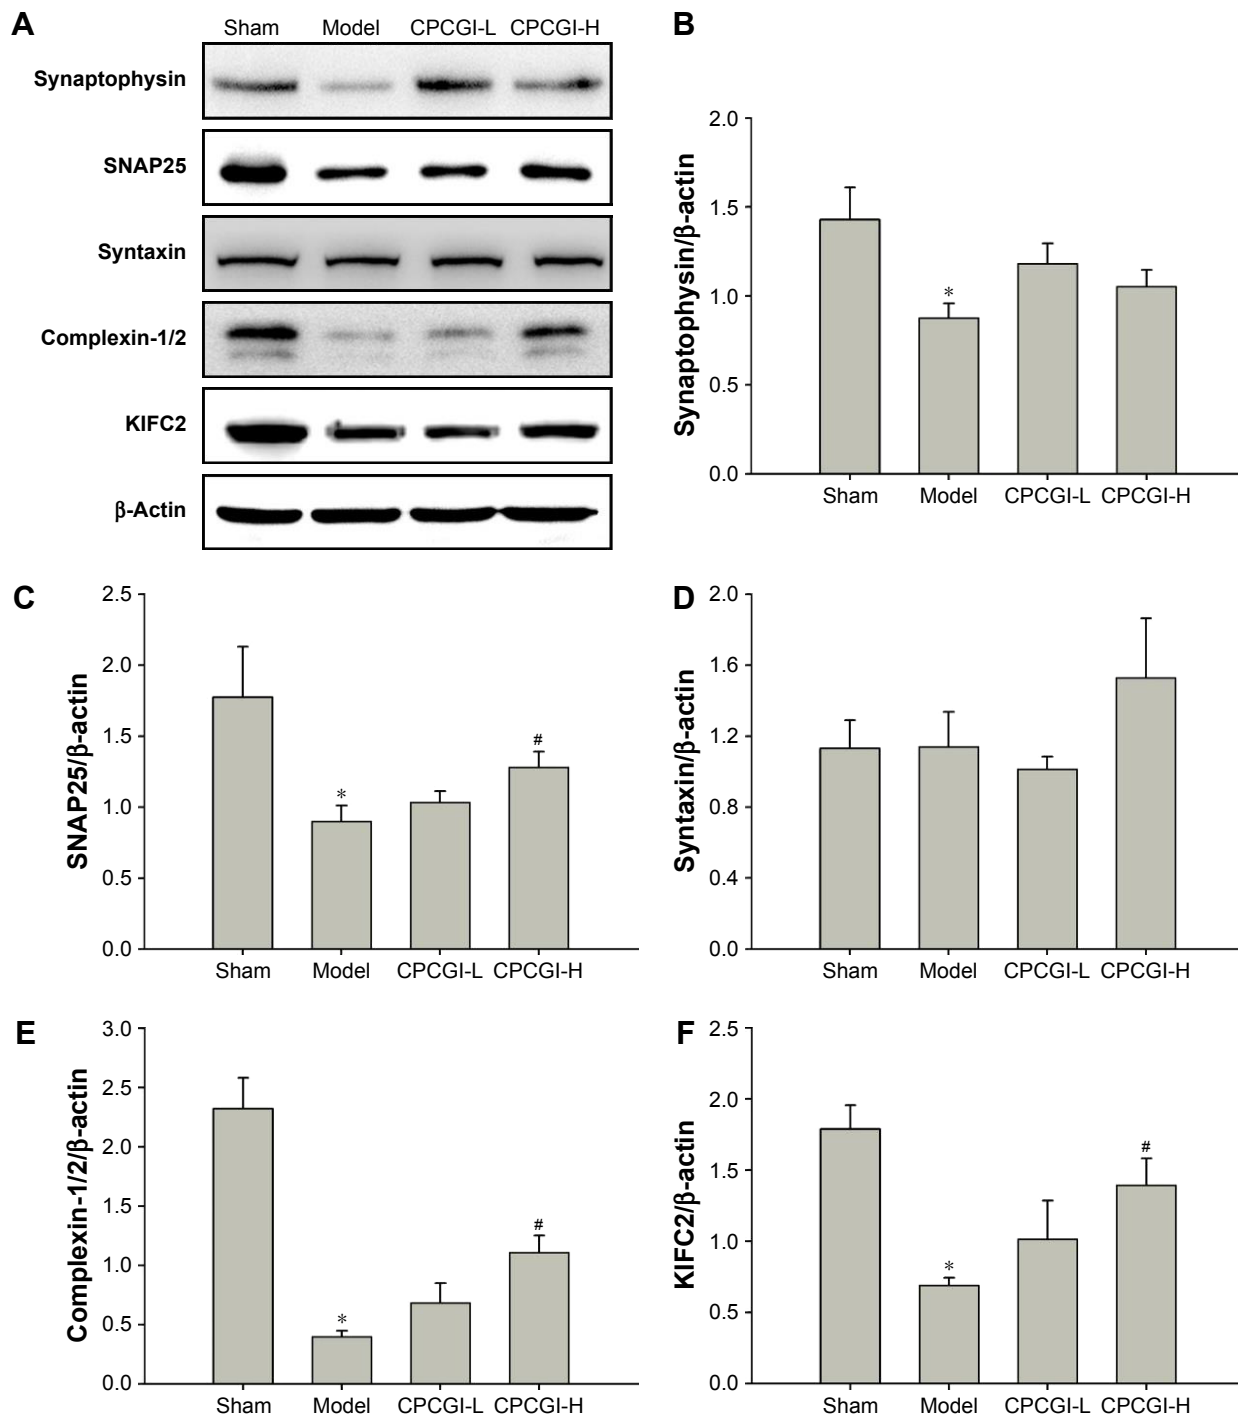 A
Sham Model CPCGI-L CPCGI-H
Synaptophysin
SNAP25
Syntaxin
Complexin-1/2
KIFC2
β-Actin
B
Synaptophysin/β-actin
2.0
1.5
1.0
0.5
0.0
*
Sham Model CPCGI-L CPCGI-H
C
SNAP25/β-actin
2.5
2.0
1.5
1.0
0.5
0.0
*
#
Sham Model CPCGI-L CPCGI-H
D
Syntaxin/β-actin
2.0
1.6
1.2
0.8
0.4
0.0
Sham Model CPCGI-L CPCGI-H
E
Complexin-1/2/β-actin
3.0
2.5
2.0
1.5
1.0
0.5
0.0
*
#
Sham Model CPCGI-L CPCGI-H
F
KIFC2/β-actin
2.5
2.0
1.5
1.0
0.5
0.0
*
#
Sham Model CPCGI-L CPCGI-H